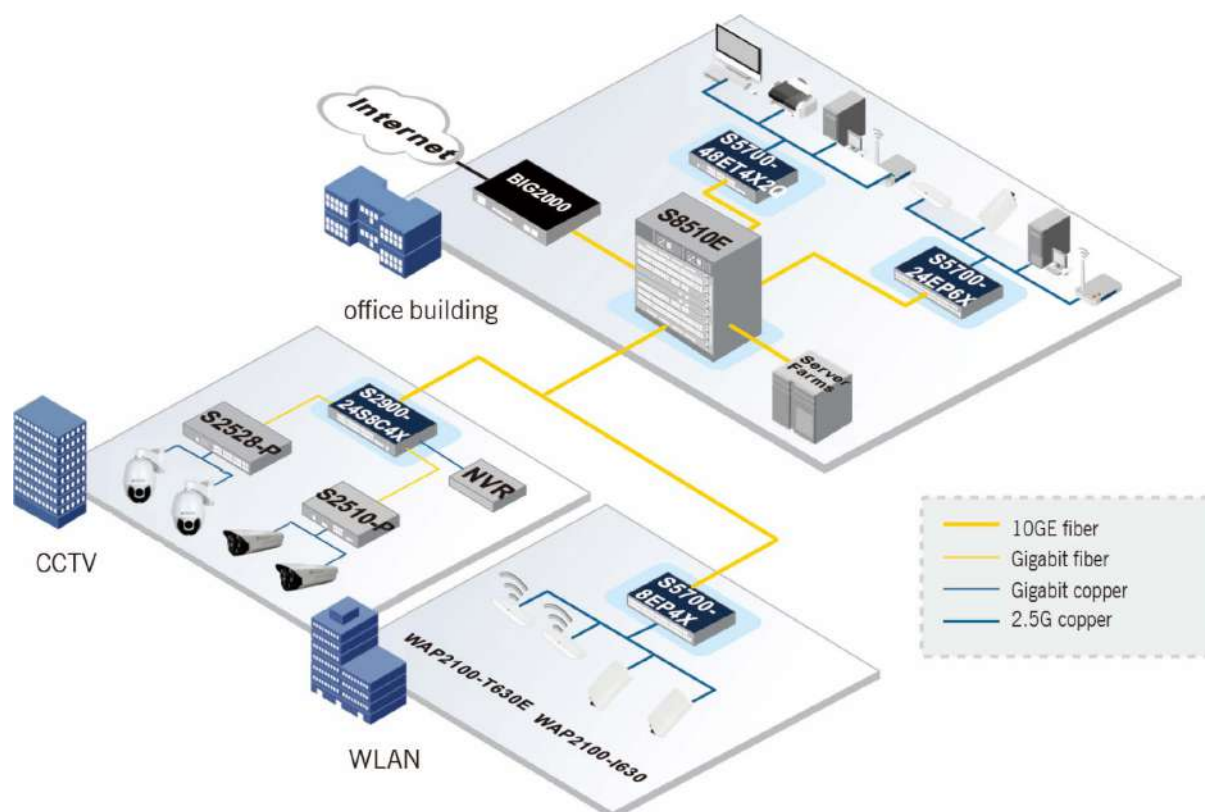 Internet
BIG2000
S5700-
48ET4X2Q
S8510E
S5700-
24EP6X
Server
Farms
office building
S2900-
24S8C4X
S2528-P
NVR
S2510-P
CCTV
S5700-
8EP4X
WAP2100-T630E
WAP2100-I630
WLAN
10GE fiber
Gigabit fiber
Gigabit copper
2.5G copper